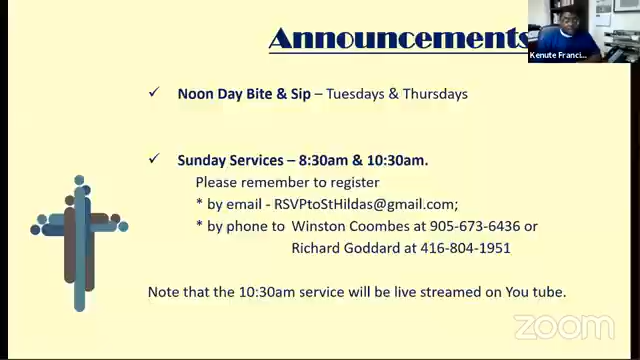 Announcements
Kenute Franci...
✓ Noon Day Bite & Sip – Tuesdays & Thursdays
✓ Sunday Services – 8:30am & 10:30am.
Please remember to register
* by email - RSVPtoStHildas@gmail.com;
* by phone to Winston Coombes at 905-673-6436 or
Richard Goddard at 416-804-1951
Note that the 10:30am service will be live streamed on You tube.
zoom